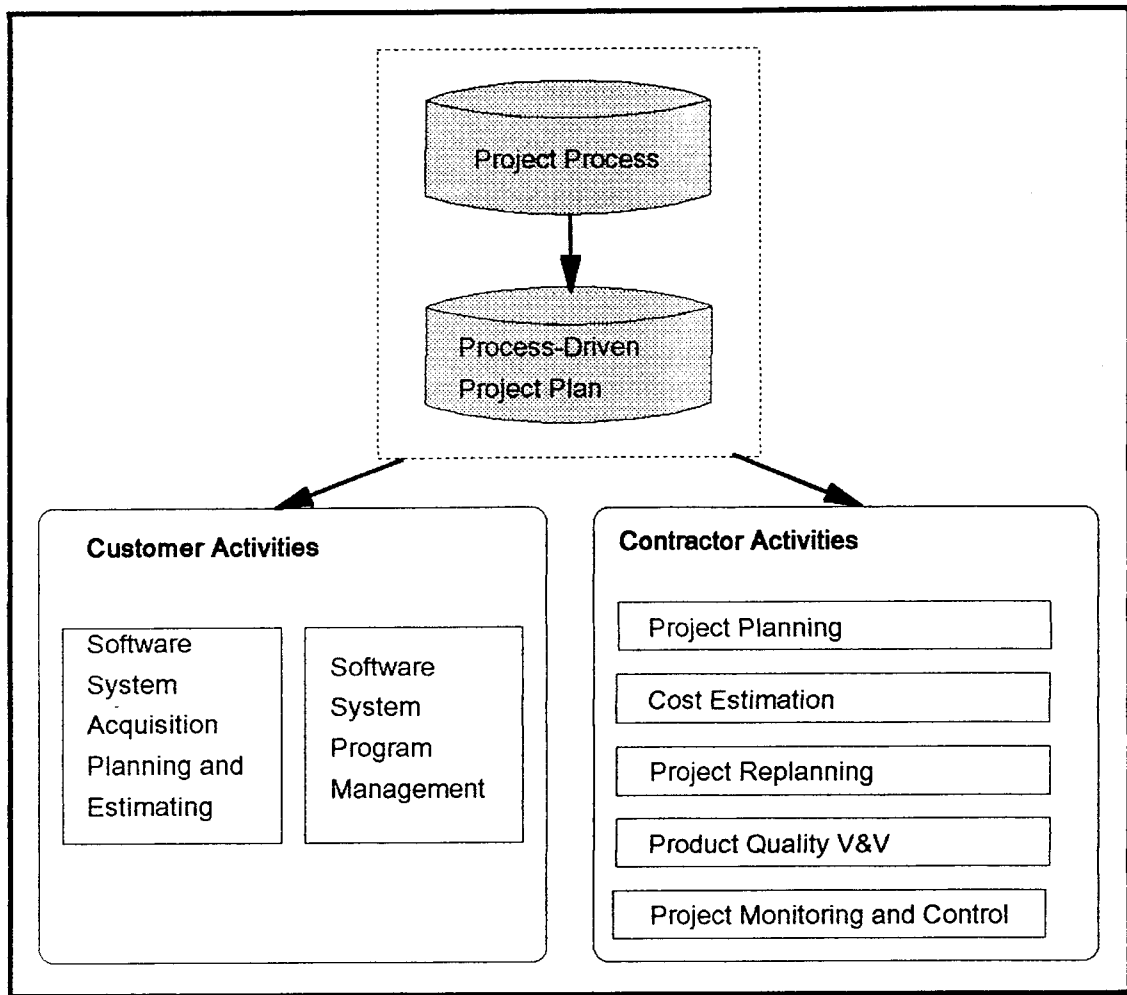 Project Process
Process-Driven
Project Plan
Customer Activities
Software
System
Acquisition
Planning and
Estimating
Software
System
Program
Management
Contractor Activities
Project Planning
Cost Estimation
Project Replanning
Product Quality V&V
Project Monitoring and Control